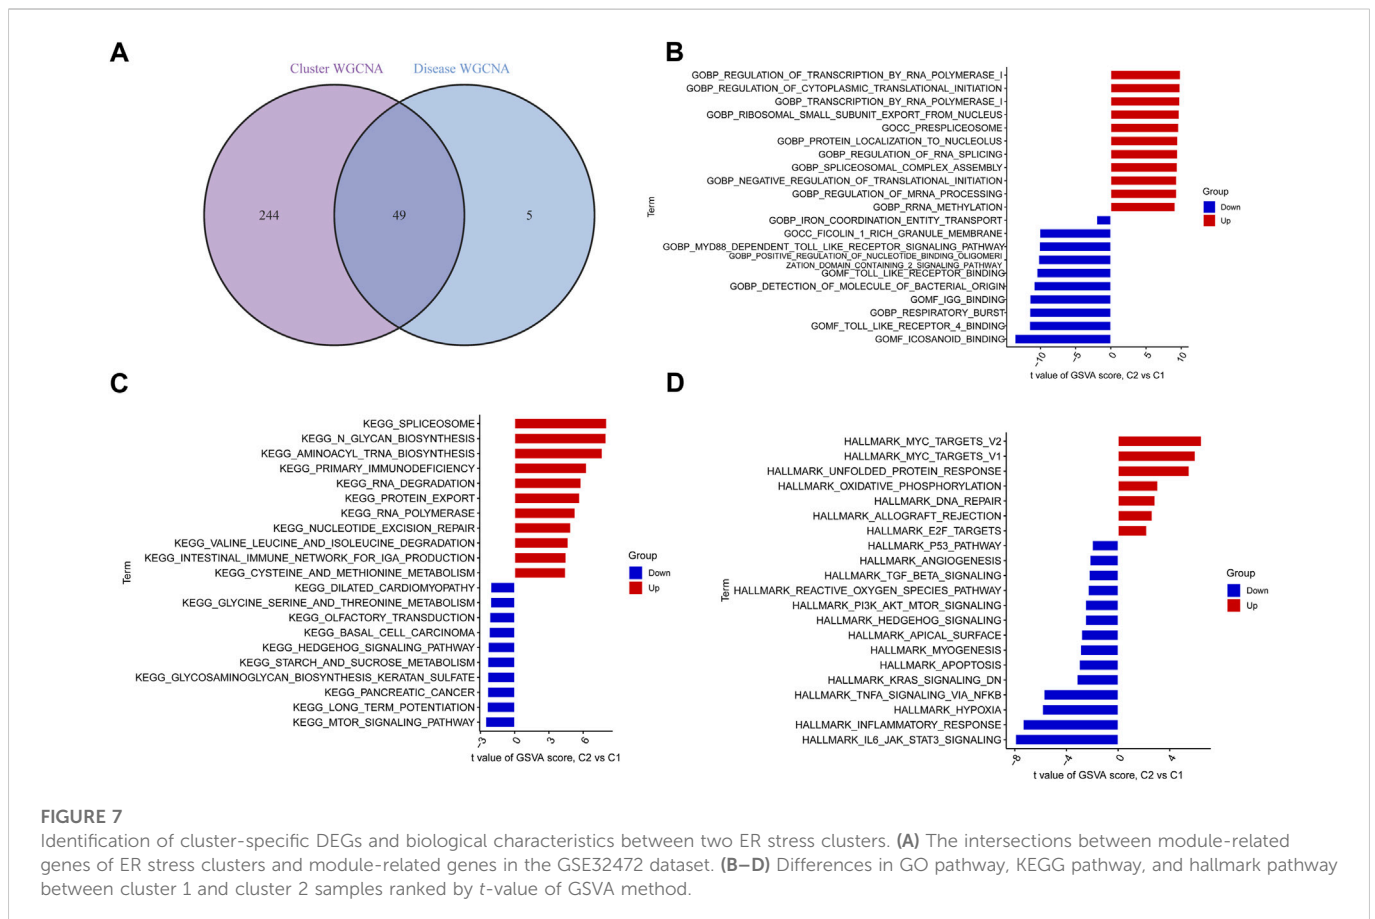 A
Cluster WGCNA
Disease WGCNA
244
49
5
B
GOBP_REGULATION_OF_TRANSCRIPTION_BY_RNA_POLYMERASE_I
GOBP_REGULATION_OF_CYTOPLASMIC_TRANSLATIONAL_INITIATION
GOBP_TRANSCRIPTION_BY_RNA_POLYMERASE_I
GOBP_RIBOSOMAL_SMALL_SUBUNIT_EXPORT_FROM_NUCLEUS
GOCC_PRESPLICEOSOME
GOBP_PROTEIN_LOCALIZATION_TO_NUCLEOLUS
GOBP_REGULATION_OF_RNA_SPLICING
GOBP_SPLICEOSOMAL_COMPLEX_ASSEMBLY
GOBP_NEGATIVE_REGULATION_OF_TRANSLATIONAL_INITIATION
GOBP_REGULATION_OF_MRNA_PROCESSING
GOBP_RRNA_METHYLATION
GOBP_IRON_COORDINATION_ENTITY_TRANSPORT
GOCC_FICOLIN_1_RICH_GRANULE_MEMBRANE
GOBP_MYD88_DEPENDENT_TOLL_LIKE_RECEPTOR_SIGNALING_PATHWAY
GOBP_POSITIVE_REGULATION_OF_NUCLEOTIDE_BINDING_OLIGOMERI
ZATION_DOMAIN_CONTAINING_2_SIGNALING_PATHWAY
GOMF_TOLL_LIKE_RECEPTOR_BINDING
GOBP_DETECTION_OF_MOLECULE_OF_BACTERIAL_ORIGIN
GOMF_IGG_BINDING
GOBP_RESPIRATORY_BURST
GOMF_TOLL_LIKE_RECEPTOR_4_BINDING
GOMF_ICOSANOID_BINDING
Term
-10 -5 0 5 10
t value of GSVA score, C2 vs C1
Group
Down
Up
C
KEGG_SPLICEOSOME
KEGG_N_GLYCAN_BIOSYNTHESIS
KEGG_AMINOACYL_TRNA_BIOSYNTHESIS
KEGG_PRIMARY_IMMUNODEFICIENCY
KEGG_RNA_DEGRADATION
KEGG_PROTEIN_EXPORT
KEGG_RNA_POLYMERASE
KEGG_NUCLEOTIDE_EXCISION_REPAIR
KEGG_VALINE_LEUCINE_AND_ISOLEUCINE_DEGRADATION
KEGG_INTESTINAL_IMMUNE_NETWORK_FOR_IGA_PRODUCTION
KEGG_CYSTEINE_AND_METHIONINE_METABOLISM
KEGG_DILATED_CARDIOMYOPATHY
KEGG_GLYCINE_SERINE_AND_THREONINE_METABOLISM
KEGG_OLFACTORY_TRANSDUCTION
KEGG_BASAL_CELL_CARCINOMA
KEGG_HEDGEHOG_SIGNALING_PATHWAY
KEGG_STARCH_AND_SUCROSE_METABOLISM
KEGG_GLYCOSAMINOGLYCAN_BIOSYNTHESIS_KERATAN_SULFATE
KEGG_PANCREATIC_CANCER
KEGG_LONG_TERM_POTENTIATION
KEGG_MTOR_SIGNALING_PATHWAY
Term
-3 0 3 6
t value of GSVA score, C2 vs C1
Group
Down
Up
D
HALLMARK_MYC_TARGETS_V2
HALLMARK_MYC_TARGETS_V1
HALLMARK_UNFOLDED_PROTEIN_RESPONSE
HALLMARK_OXIDATIVE_PHOSPHORYLATION
HALLMARK_DNA_REPAIR
HALLMARK_ALLOGRAFT_REJECTION
HALLMARK_E2F_TARGETS
HALLMARK_P53_PATHWAY
HALLMARK_ANGIOGENESIS
HALLMARK_TGF_BETA_SIGNALING
HALLMARK_REACTIVE_OXYGEN_SPECIES_PATHWAY
HALLMARK_PI3K_AKT_MTOR_SIGNALING
HALLMARK_HEDGEHOG_SIGNALING
HALLMARK_APICAL_SURFACE
HALLMARK_MYOGENESIS
HALLMARK_APOPTOSIS
HALLMARK_KRAS_SIGNALING_DN
HALLMARK_TNFA_SIGNALING_VIA_NFKB
HALLMARK_HYPOXIA
HALLMARK_INFLAMMATORY_RESPONSE
HALLMARK_IL6_JAK_STAT3_SIGNALING
Term
-8 -4 0 4
t value of GSVA score, C2 vs C1
Group
Down
Up
FIGURE 7
Identification of cluster-specific DEGs and biological characteristics between two ER stress clusters. (A) The intersections between module-related
genes of ER stress clusters and module-related genes in the GSE32472 dataset. (B–D) Differences in GO pathway, KEGG pathway, and hallmark pathway
between cluster 1 and cluster 2 samples ranked by t-value of GSVA method.